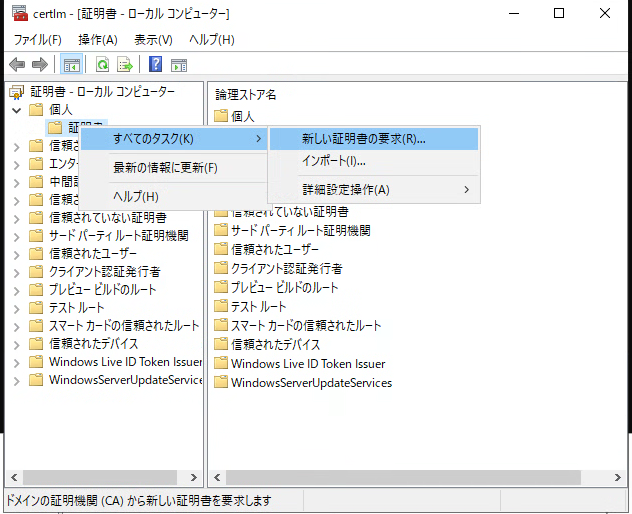 certlm - [証明書 - ローカル コンピューター]
ファイル(F) 操作(A) 表示(V) ヘルプ(H)
証明書 - ローカル コンピューター
個人
証明書
信頼
エンター
中間証
信頼さ
信頼されていない証明書
サード パーティ ルート証明機関
信頼されたユーザー
クライアント認証発行者
プレビュー ビルドのルート
テスト ルート
スマート カードの信頼されたルート
信頼されたデバイス
Windows Live ID Token Issuer
WindowsServerUpdateService
すべてのタスク(K)
最新の情報に更新(F)
ヘルプ(H)
新しい証明書の要求(R)...
インポート(I)...
詳細設定操作(A)
論理ストア名
個人
信頼されていない証明書
サード パーティ ルート証明機関
信頼されたユーザー
クライアント認証発行者
プレビュー ビルドのルート
テスト ルート
スマート カードの信頼されたルート
信頼されたデバイス
Windows Live ID Token Issuer
WindowsServerUpdateServices
ドメインの証明機関 (CA) から新しい証明書を要求します